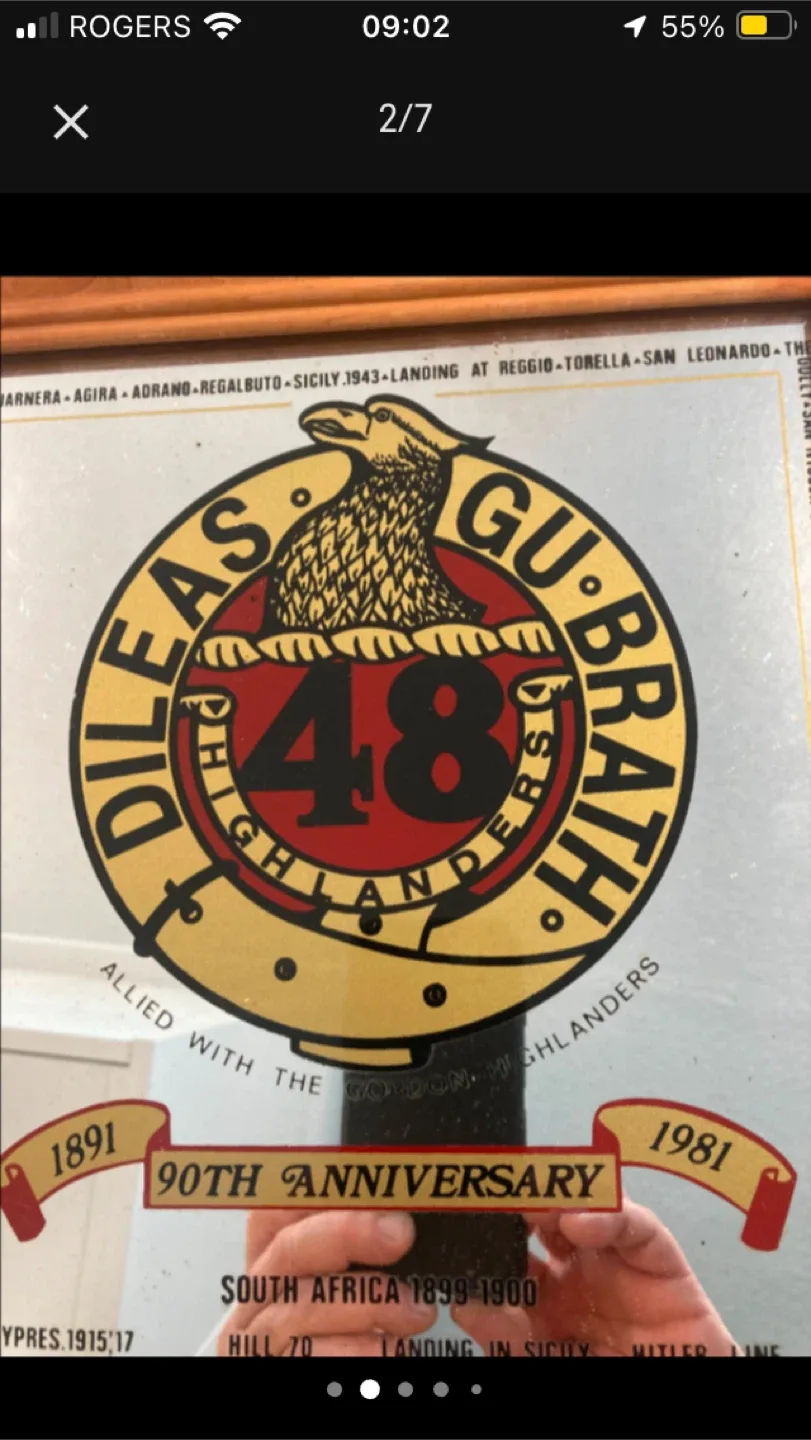 ROGERS 09:02 55%
2/7
ARNERA • AGIRA • ADRANO • REGALBUTO • SICILY.1943 • LANDING AT REGGIO • TORELLA • SAN LEONARDO • TH
DILEAS GU • BRATH
48
HIGHLANDERS
ALLIED WITH THE GORDON HIGHLANDERS
1891
1981
90TH ANNIVERSARY
SOUTH AFRICA 1899-1900
YPRES.1915'17
HILL 70 LANDING IN SICILY HITLER LINE